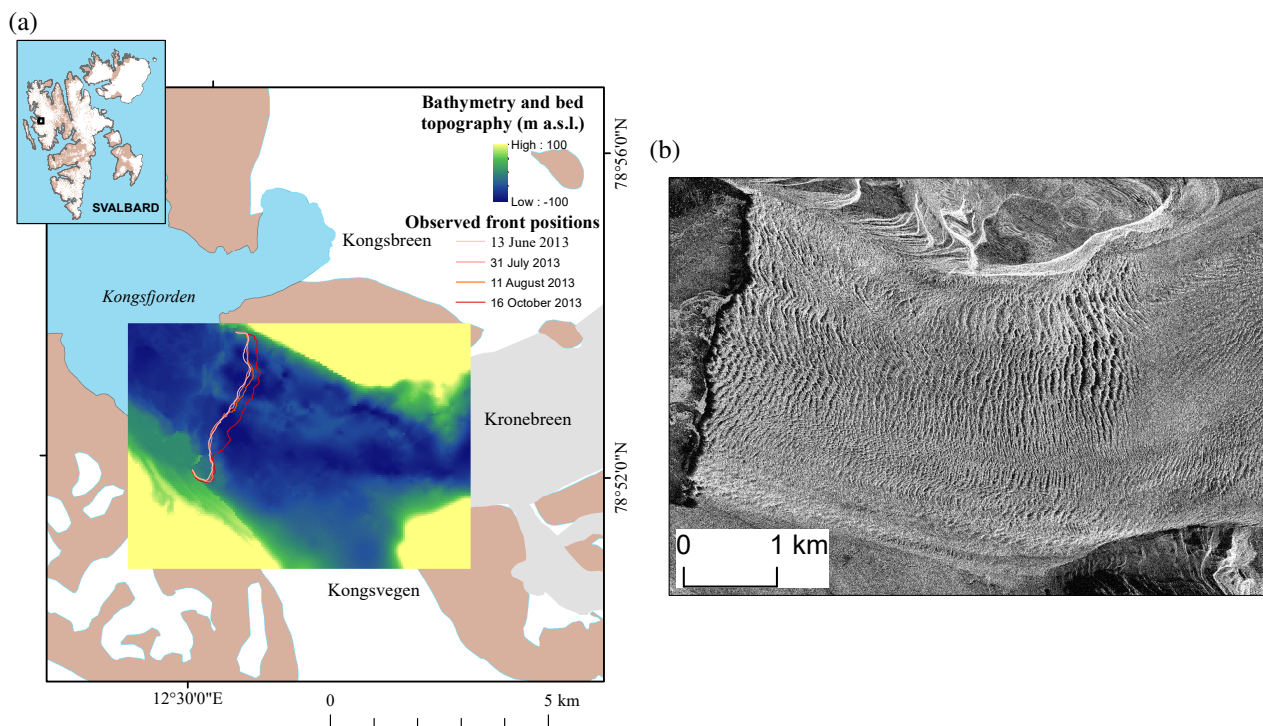 (a)
SVALBARD
Bathymetry and bed
topography (m a.s.l.)
High : 100
Low : -100
Observed front positions
13 June 2013
31 July 2013
11 August 2013
16 October 2013
Kongsbreen
Kongsfjorden
Kronebreen
Kongsvegen
78°56'0"N
78°52'0"N
12°30'0"E
0
5 km
(b)
0
1 km